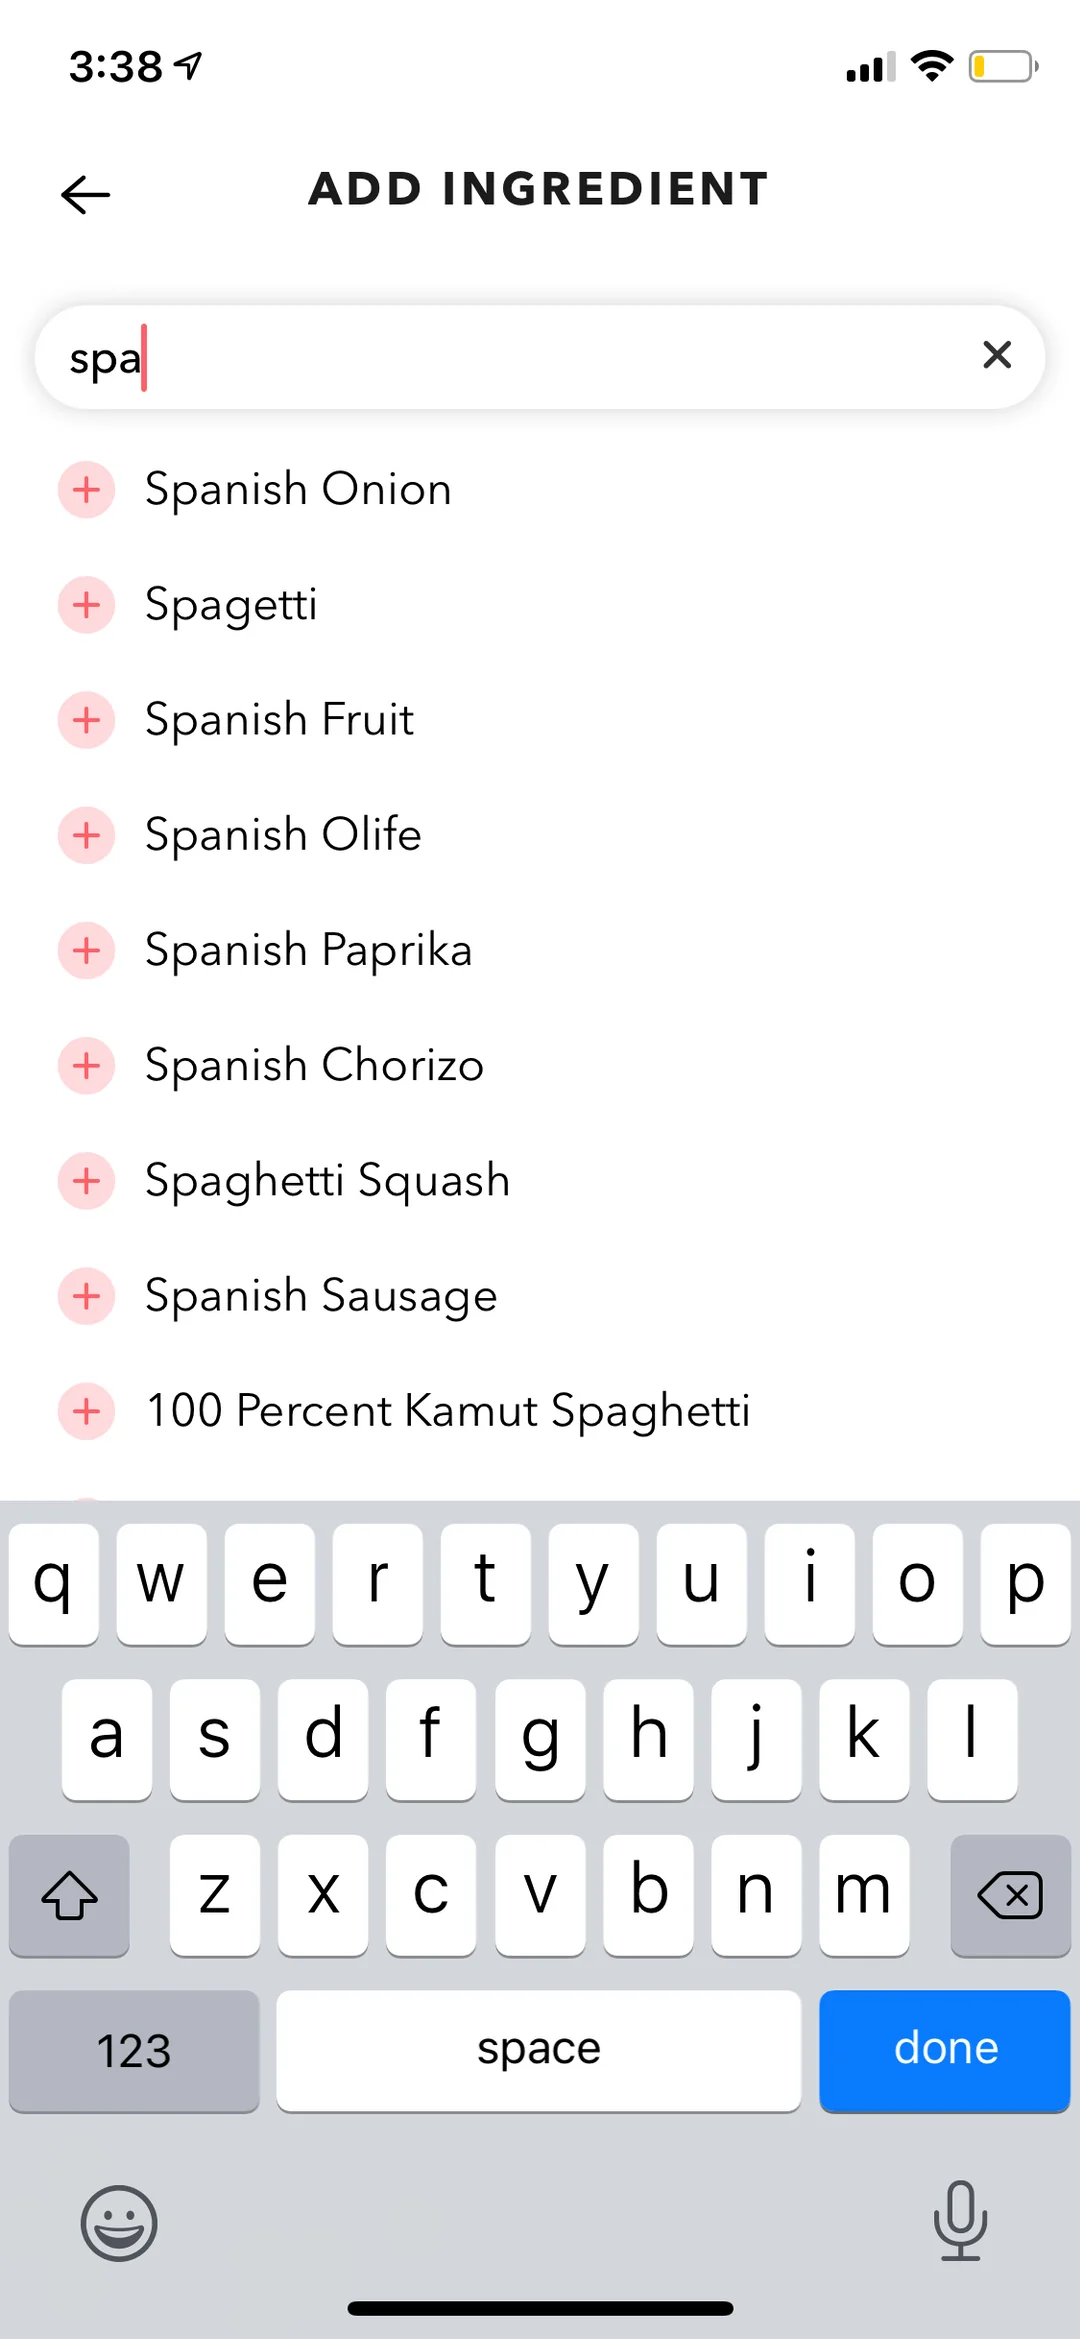 3:38
ADD INGREDIENT
spa
Spanish Onion
Spagetti
Spanish Fruit
Spanish Olife
Spanish Paprika
Spanish Chorizo
Spaghetti Squash
Spanish Sausage
100 Percent Kamut Spaghetti
q w e r t y u i o p
a s d f g h j k l
z x c v b n m
123 space done